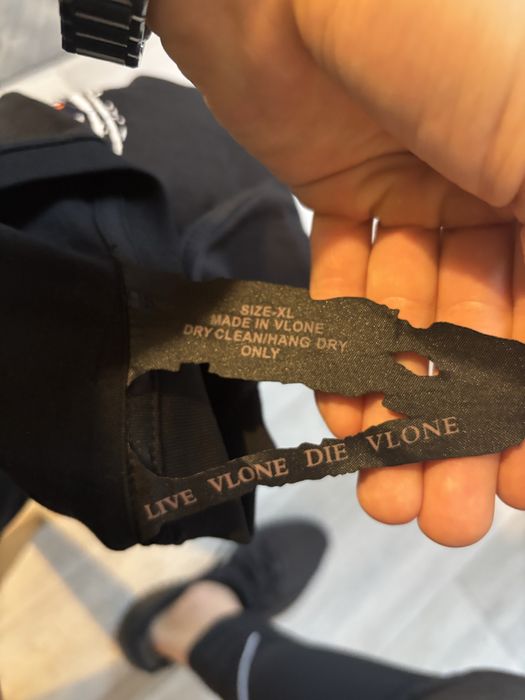 SIZE-XL
MADE IN VLONE
DRY CLEAN/HANG DRY
ONLY
LIVE VLONE DIE VLONE